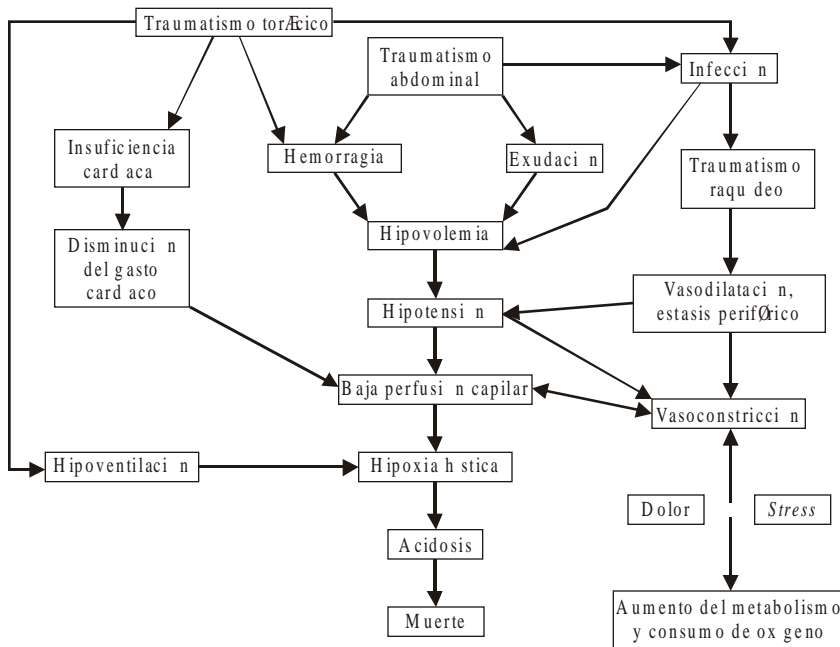 Traumatismo torÆcico
Traumatismo
abdominal
Infecci n
Insuficiencia
card aca
Hemorragia
Exudaci n
Traumatismo
raqu deo
Hipovolemia
Disminuci n
del gasto
card aco
Vasodilataci n,
estasis perifØrico
Hipotensi n
Baja perfusi n capilar
Vasoconstricci n
Hipoventilaci n
Hipoxia h stica
Dolor
Stress
Acidosis
Muerte
Aumento del metabolismo
y consumo de ox geno